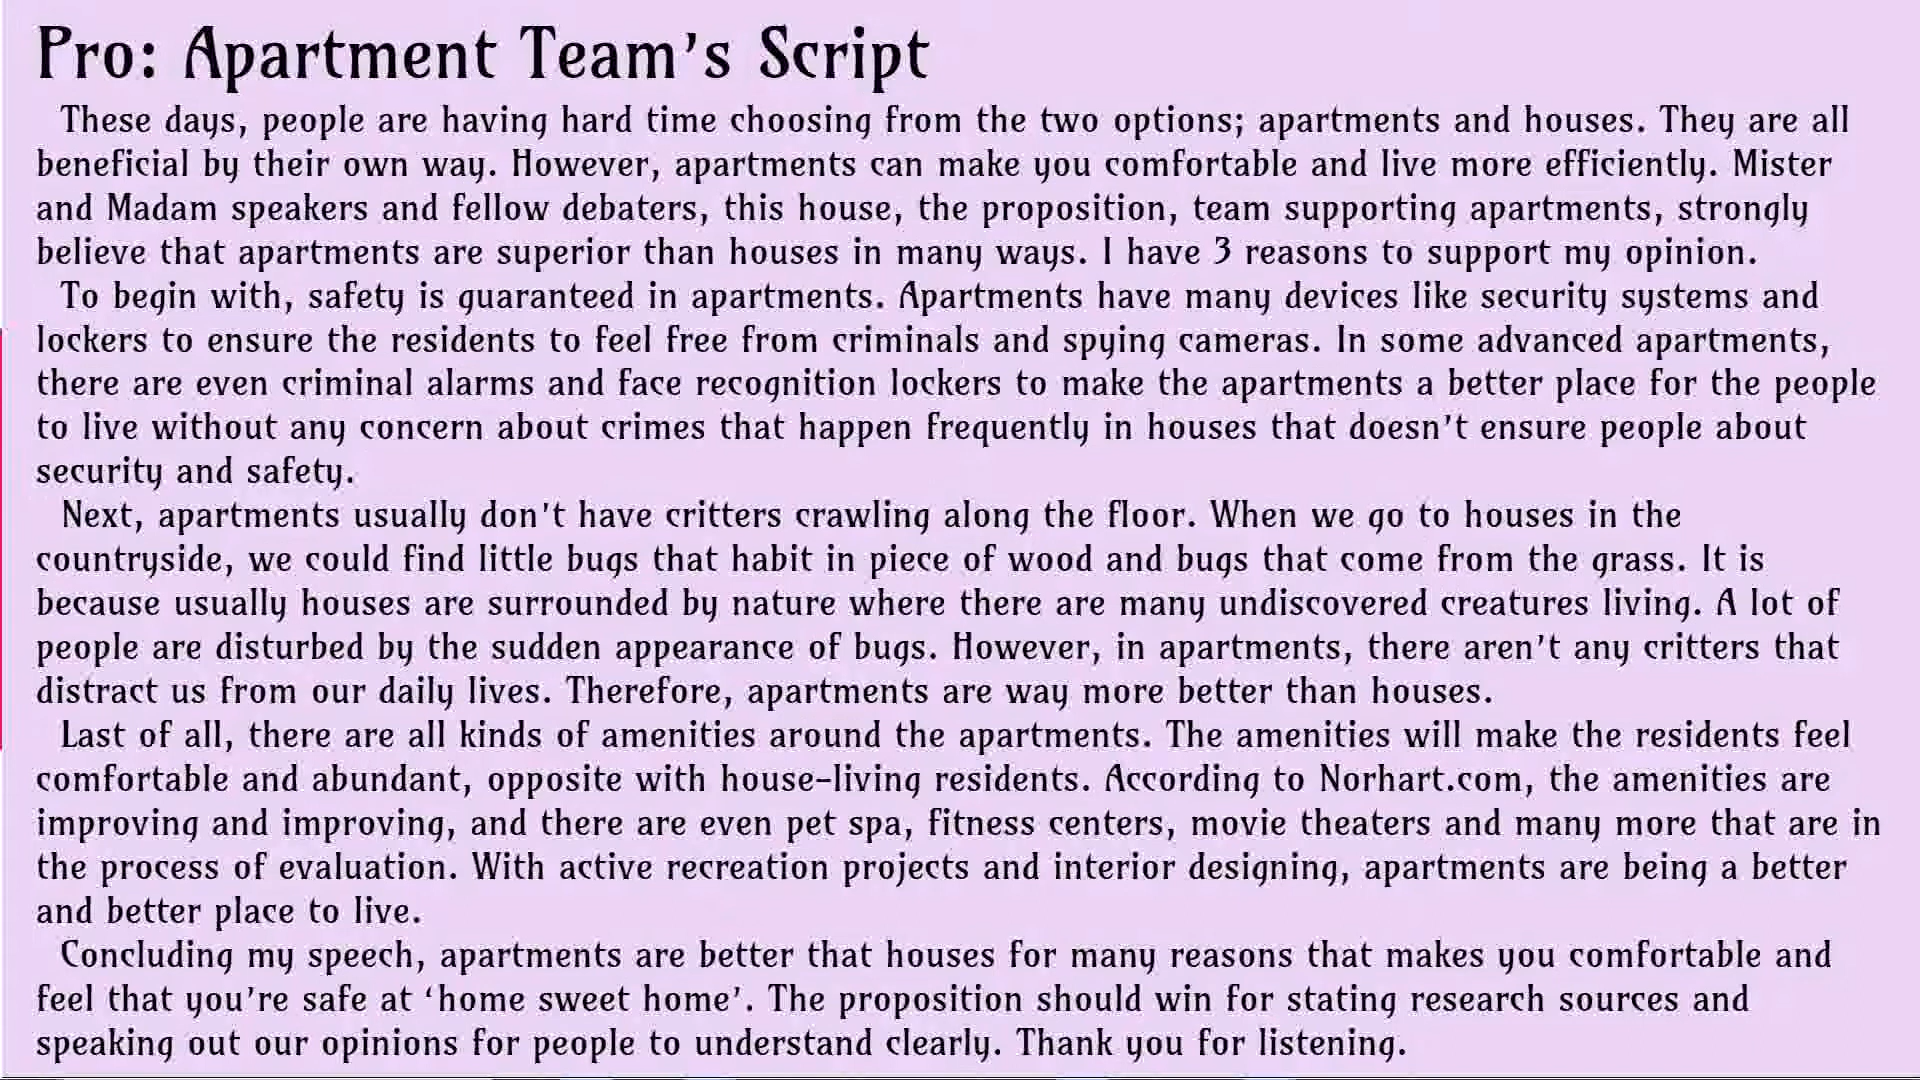 Pro: Apartment Team's Script
These days, people are having hard time choosing from the two options; apartments and houses. They are all
beneficial by their own way. However, apartments can make you comfortable and live more efficiently. Mister
and Madam speakers and fellow debaters, this house, the proposition, team supporting apartments, strongly
believe that apartments are superior than houses in many ways. I have 3 reasons to support my opinion.
To begin with, safety is guaranteed in apartments. Apartments have many devices like security systems and
lockers to ensure the residents to feel free from criminals and spying cameras. In some advanced apartments,
there are even criminal alarms and face recognition lockers to make the apartments a better place for the people
to live without any concern about crimes that happen frequently in houses that doesn't ensure people about
security and safety.
Next, apartments usually don't have critters crawling along the floor. When we go to houses in the
countryside, we could find little bugs that habit in piece of wood and bugs that come from the grass. It is
because usually houses are surrounded by nature where there are many undiscovered creatures living. A lot of
people are disturbed by the sudden appearance of bugs. However, in apartments, there aren't any critters that
distract us from our daily lives. Therefore, apartments are way more better than houses.
Last of all, there are all kinds of amenities around the apartments. The amenities will make the residents feel
comfortable and abundant, opposite with house-living residents. According to Norhart.com, the amenities are
improving and improving, and there are even pet spa, fitness centers, movie theaters and many more that are in
the process of evaluation. With active recreation projects and interior designing, apartments are being a better
and better place to live.
Concluding my speech, apartments are better that houses for many reasons that makes you comfortable and
feel that you're safe at 'home sweet home'. The proposition should win for stating research sources and
speaking out our opinions for people to understand clearly. Thank you for listening.